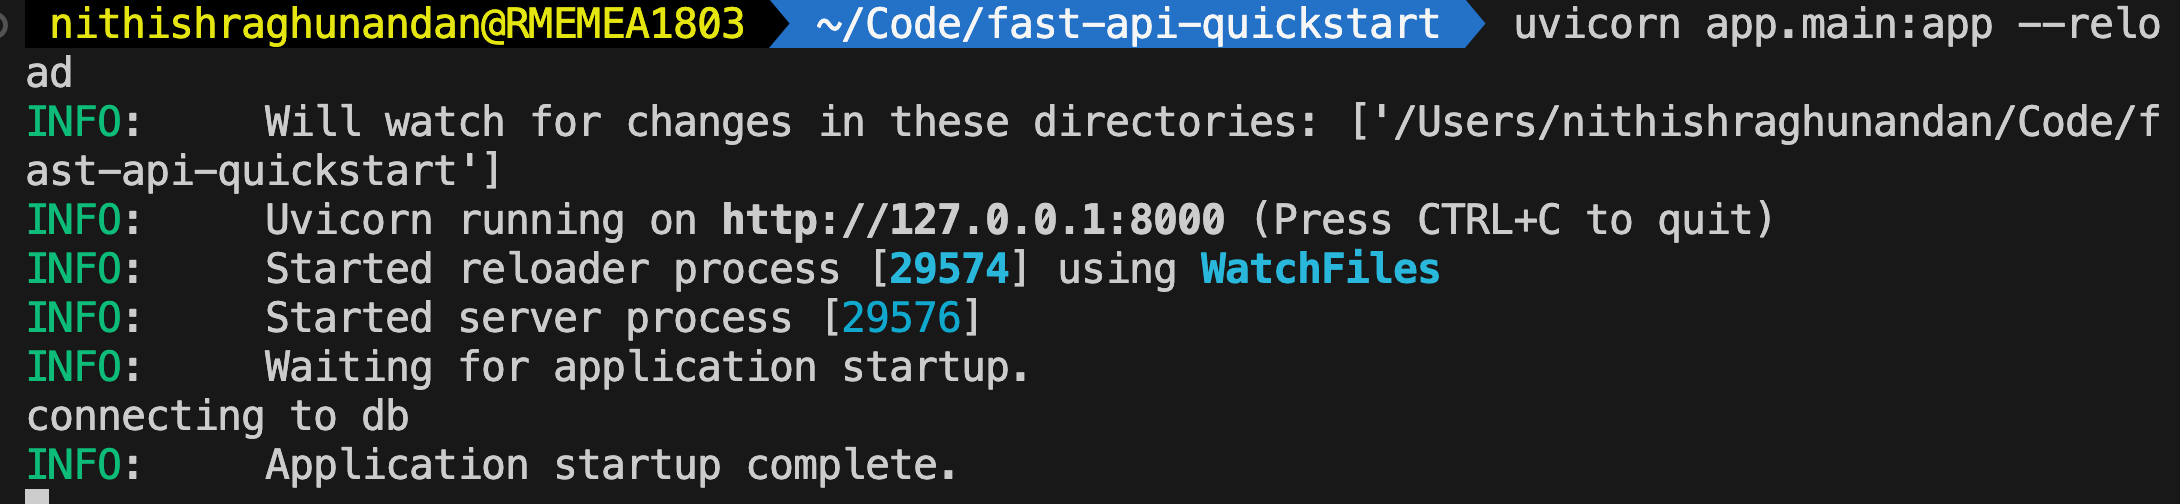 nithishraghunandan@RMEMEA1803 ~/Code/fast-api-quickstart uvicorn app.main:app --relo
ad
INFO:     Will watch for changes in these directories: ['/Users/nithishraghunandan/Code/f
ast-api-quickstart']
INFO:     Uvicorn running on http://127.0.0.1:8000 (Press CTRL+C to quit)
INFO:     Started reloader process [29574] using WatchFiles
INFO:     Started server process [29576]
INFO:     Waiting for application startup.
connecting to db
INFO:     Application startup complete.